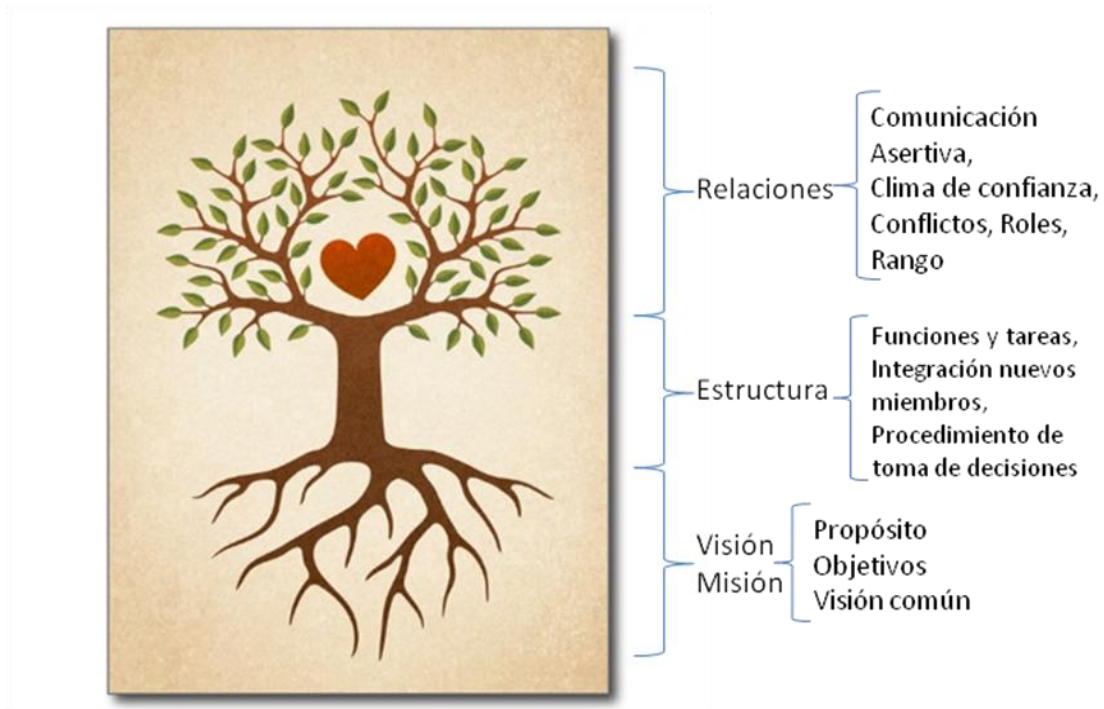 Relaciones
Comunicación
Asertiva,
Clima de confianza,
Conflictos, Roles,
Rango
Estructura
Funciones y tareas,
Integración nuevos
miembros,
Procedimiento de
toma de decisiones
Visión
Misión
Propósito
Objetivos
Visión común